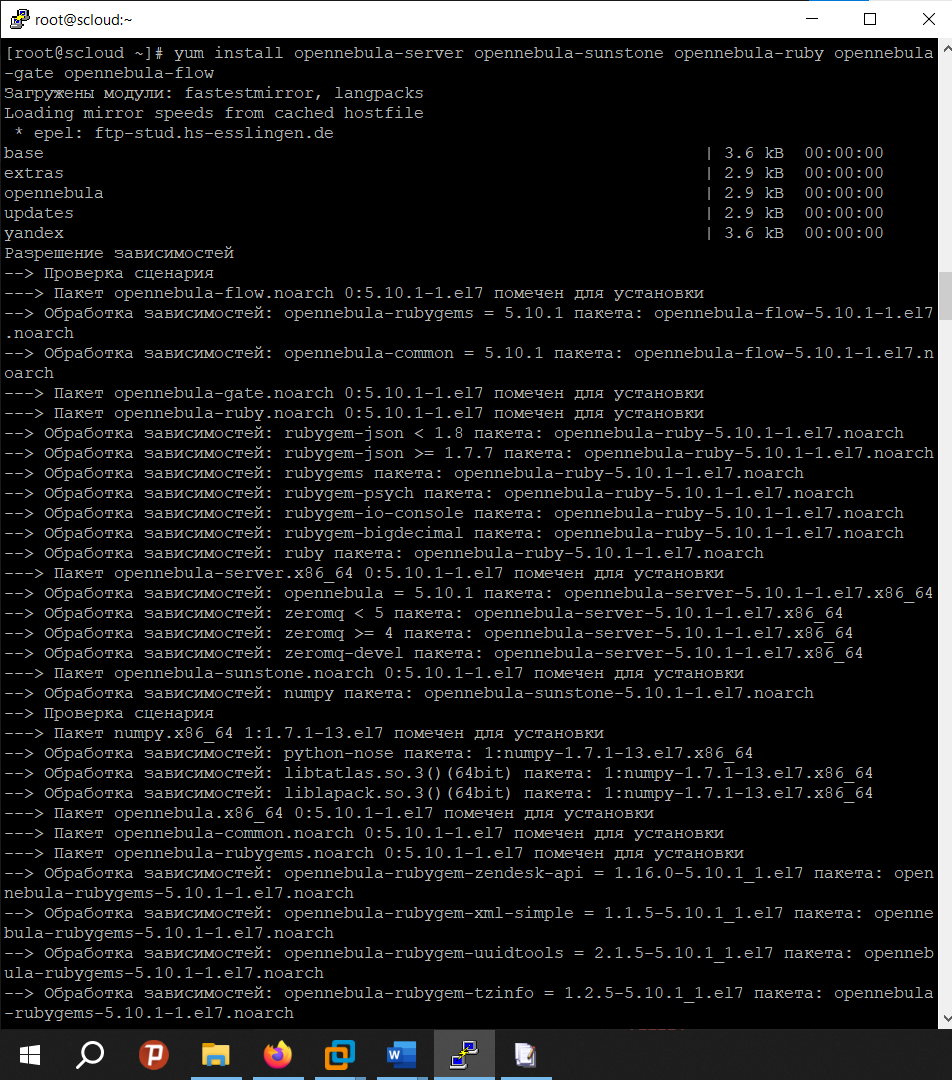 root@scloud:~
[root@scloud ~]# yum install opennebula-server opennebula-sunstone opennebula-ruby opennebula
-gate opennebula-flow
Загружены модули: fastestmirror, langpacks
Loading mirror speeds from cached hostfile
 * epel: ftp-stud.hs-esslingen.de
base | 3.6 kB 00:00:00
extras | 2.9 kB 00:00:00
opennebula | 2.9 kB 00:00:00
updates | 2.9 kB 00:00:00
yandex | 3.6 kB 00:00:00
Разрешение зависимостей
--> Проверка сценария
---> Пакет opennebula-flow.noarch 0:5.10.1-1.el7 помечен для установки
--> Обработка зависимостей: opennebula-rubygems = 5.10.1 пакета: opennebula-flow-5.10.1-1.el7
.noarch
--> Обработка зависимостей: opennebula-common = 5.10.1 пакета: opennebula-flow-5.10.1-1.el7.n
oarch
---> Пакет opennebula-gate.noarch 0:5.10.1-1.el7 помечен для установки
---> Пакет opennebula-ruby.noarch 0:5.10.1-1.el7 помечен для установки
--> Обработка зависимостей: rubygem-json < 1.8 пакета: opennebula-ruby-5.10.1-1.el7.noarch
--> Обработка зависимостей: rubygem-json >= 1.7.7 пакета: opennebula-ruby-5.10.1-1.el7.noarch
--> Обработка зависимостей: rubygems пакета: opennebula-ruby-5.10.1-1.el7.noarch
--> Обработка зависимостей: rubygem-psych пакета: opennebula-ruby-5.10.1-1.el7.noarch
--> Обработка зависимостей: rubygem-io-console пакета: opennebula-ruby-5.10.1-1.el7.noarch
--> Обработка зависимостей: rubygem-bigdecimal пакета: opennebula-ruby-5.10.1-1.el7.noarch
--> Обработка зависимостей: ruby пакета: opennebula-ruby-5.10.1-1.el7.noarch
---> Пакет opennebula-server.x86_64 0:5.10.1-1.el7 помечен для установки
--> Обработка зависимостей: opennebula = 5.10.1 пакета: opennebula-server-5.10.1-1.el7.x86_64
--> Обработка зависимостей: zeromq < 5 пакета: opennebula-server-5.10.1-1.el7.x86_64
--> Обработка зависимостей: zeromq >= 4 пакета: opennebula-server-5.10.1-1.el7.x86_64
--> Обработка зависимостей: zeromq-devel пакета: opennebula-server-5.10.1-1.el7.x86_64
---> Пакет opennebula-sunstone.noarch 0:5.10.1-1.el7 помечен для установки
--> Обработка зависимостей: numpy пакета: opennebula-sunstone-5.10.1-1.el7.noarch
--> Проверка сценария
---> Пакет numpy.x86_64 1:1.7.1-13.el7 помечен для установки
--> Обработка зависимостей: python-nose пакета: 1:numpy-1.7.1-13.el7.x86_64
--> Обработка зависимостей: libtatlas.so.3()(64bit) пакета: 1:numpy-1.7.1-13.el7.x86_64
--> Обработка зависимостей: liblapack.so.3()(64bit) пакета: 1:numpy-1.7.1-13.el7.x86_64
---> Пакет opennebula.x86_64 0:5.10.1-1.el7 помечен для установки
---> Пакет opennebula-common.noarch 0:5.10.1-1.el7 помечен для установки
---> Пакет opennebula-rubygems.noarch 0:5.10.1-1.el7 помечен для установки
--> Обработка зависимостей: opennebula-rubygem-zendesk-api = 1.16.0-5.10.1_1.el7 пакета: open
nebula-rubygems-5.10.1-1.el7.noarch
--> Обработка зависимостей: opennebula-rubygem-xml-simple = 1.1.5-5.10.1_1.el7 пакета: openne
bula-rubygems-5.10.1-1.el7.noarch
--> Обработка зависимостей: opennebula-rubygem-uuidtools = 2.1.5-5.10.1_1.el7 пакета: openneb
ula-rubygems-5.10.1-1.el7.noarch
--> Обработка зависимостей: opennebula-rubygem-tzinfo = 1.2.5-5.10.1_1.el7 пакета: opennebula
-rubygems-5.10.1-1.el7.noarch